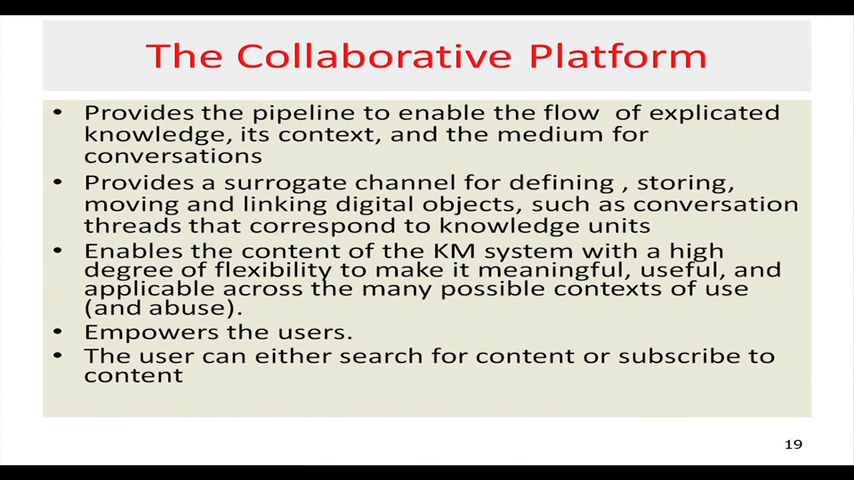 The Collaborative Platform
• Provides the pipeline to enable the flow of explicated
knowledge, its context, and the medium for
conversations
• Provides a surrogate channel for defining , storing,
moving and linking digital objects, such as conversation
threads that correspond to knowledge units
• Enables the content of the KM system with a high
degree of flexibility to make it meaningful, useful, and
applicable across the many possible contexts of use
(and abuse).
• Empowers the users.
• The user can either search for content or subscribe to
content
19